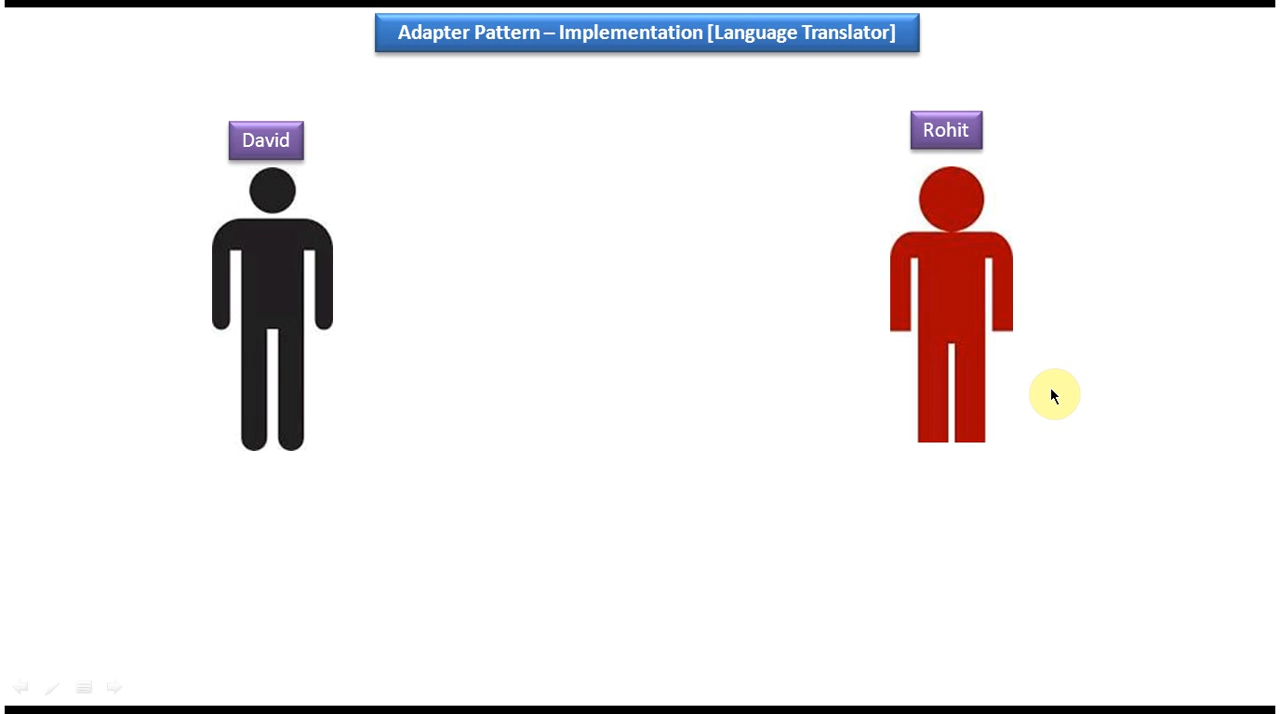 Adapter Pattern – Implementation [Language Translator]
David
Rohit